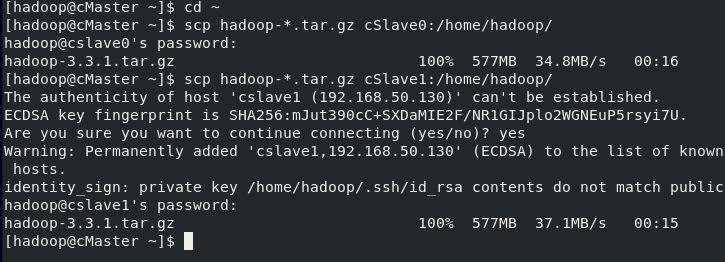 [hadoop@cMaster ~]$ cd ~
[hadoop@cMaster ~]$ scp hadoop-*.tar.gz cSlave0:/home/hadoop/
hadoop@cslave0's password:
hadoop-3.3.1.tar.gz 100% 577MB 34.8MB/s 00:16
[hadoop@cMaster ~]$ scp hadoop-*.tar.gz cSlave1:/home/hadoop/
The authenticity of host 'cslave1 (192.168.50.130)' can't be established.
ECDSA key fingerprint is SHA256:mJut390cC+SXDaMIE2F/NR1GIJplo2WGNEuP5rsyi7U.
Are you sure you want to continue connecting (yes/no)? yes
Warning: Permanently added 'cslave1,192.168.50.130' (ECDSA) to the list of known
hosts.
identity_sign: private key /home/hadoop/.ssh/id_rsa contents do not match public
hadoop@cslave1's password:
hadoop-3.3.1.tar.gz 100% 577MB 37.1MB/s 00:15
[hadoop@cMaster ~]$